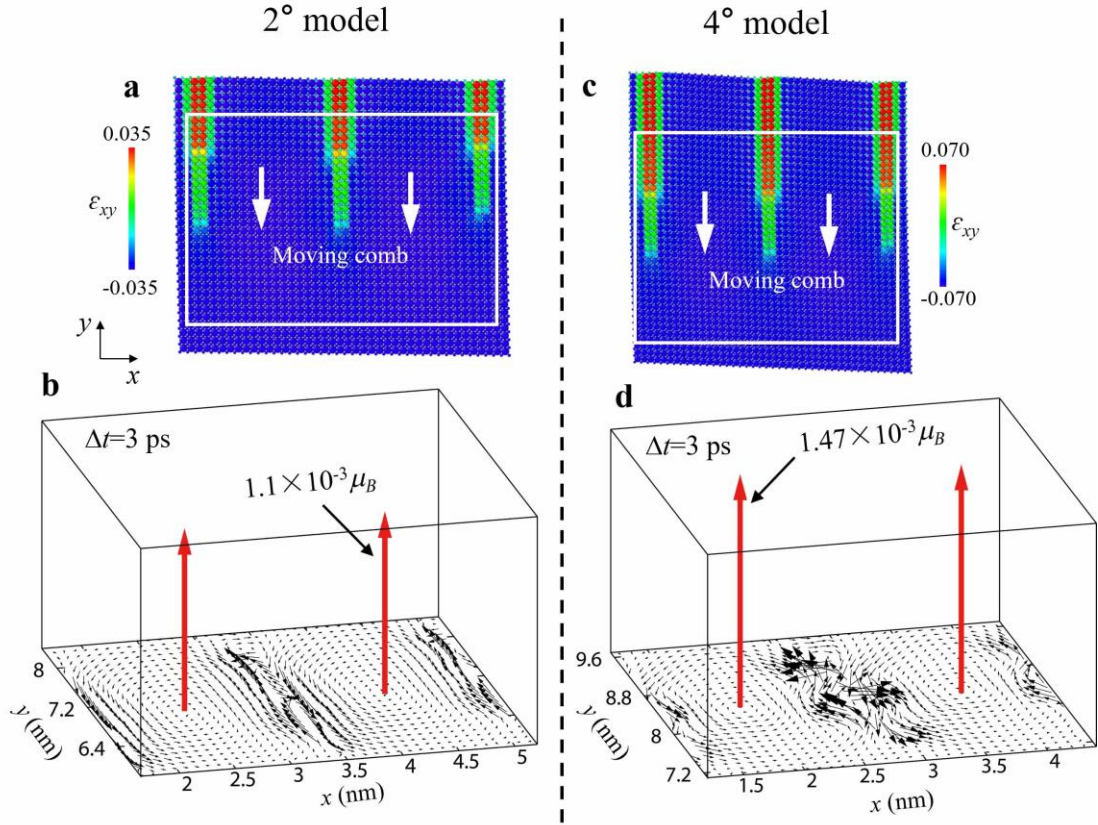 2° model
4° model
a
0.035
εxy
-0.035
Moving comb
y
x
c
0.070
εxy
-0.070
Moving comb
b
Δt=3 ps
1.1×10⁻³μB
8
7.2
6.4
y (nm)
2
2.5
3
3.5
4
4.5
5
x (nm)
d
Δt=3 ps
1.47×10⁻³μB
9.6
8.8
8
7.2
y (nm)
1.5
2
2.5
3
3.5
4
x (nm)